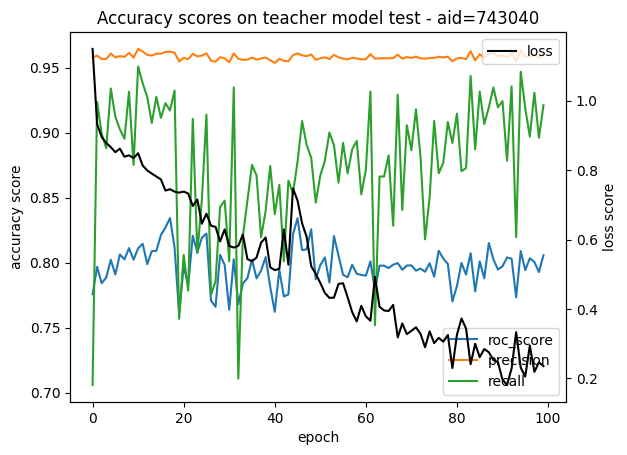 Accuracy scores on teacher model test - aid=743040
loss
0.95
0.90
0.85
0.80
0.75
0.70
accuracy score
1.0
0.8
0.6
0.4
0.2
loss score
roc_score
precision
recall
0
20
40
60
80
100
epoch